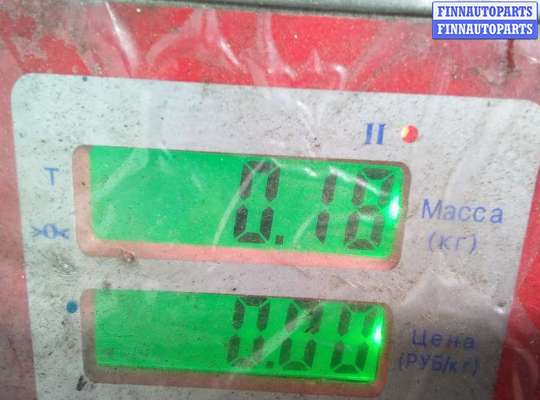 FINNAUTOPARTS
FINNAUTOPARTS
II
T
0.18
Масса
(кг)
>0<
0.00
Цена
(РУБ/кг)